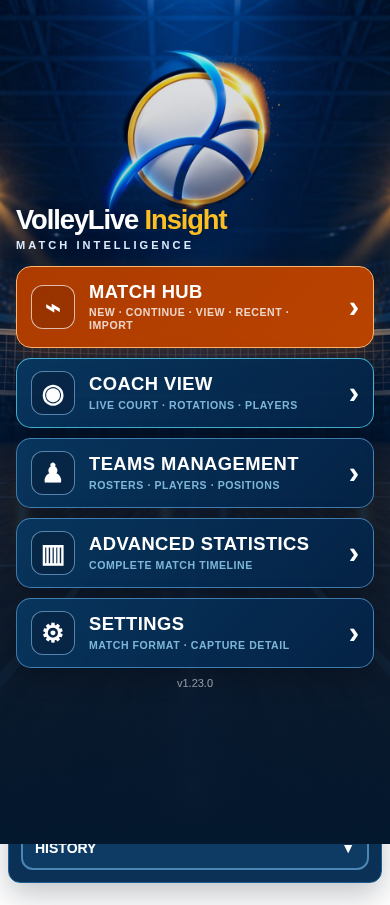 VolleyLive Insight
MATCH INTELLIGENCE
MATCH HUB
NEW · CONTINUE · VIEW · RECENT ·
IMPORT
COACH VIEW
LIVE COURT · ROTATIONS · PLAYERS
TEAMS MANAGEMENT
ROSTERS · PLAYERS · POSITIONS
ADVANCED STATISTICS
COMPLETE MATCH TIMELINE
SETTINGS
MATCH FORMAT · CAPTURE DETAIL
v1.23.0
HISTORY